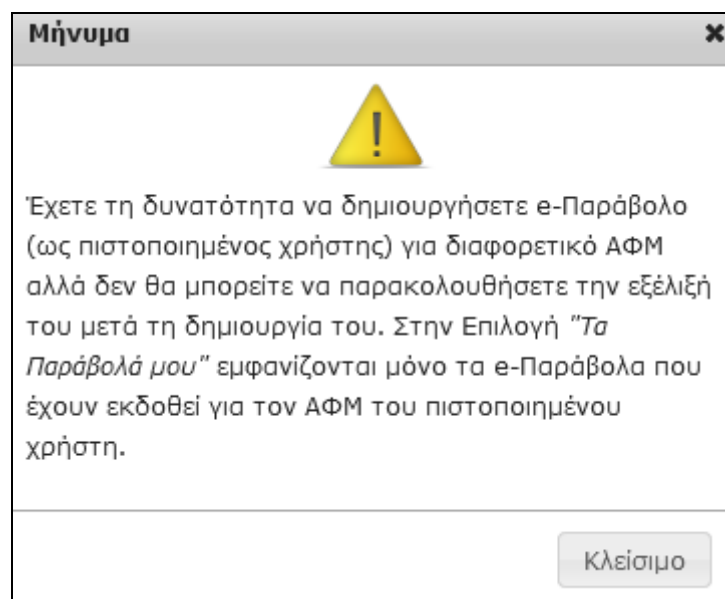 Μήνυμα
Έχετε τη δυνατότητα να δημιουργήσετε e-Παράβολο
(ως πιστοποιημένος χρήστης) για διαφορετικό ΑΦΜ
αλλά δεν θα μπορείτε να παρακολουθήσετε την εξέλιξή
του μετά τη δημιουργία του. Στην Επιλογή "Τα
Παράβολά μου" εμφανίζονται μόνο τα e-Παράβολα που
έχουν εκδοθεί για τον ΑΦΜ του πιστοποιημένου
χρήστη.
Κλείσιμο